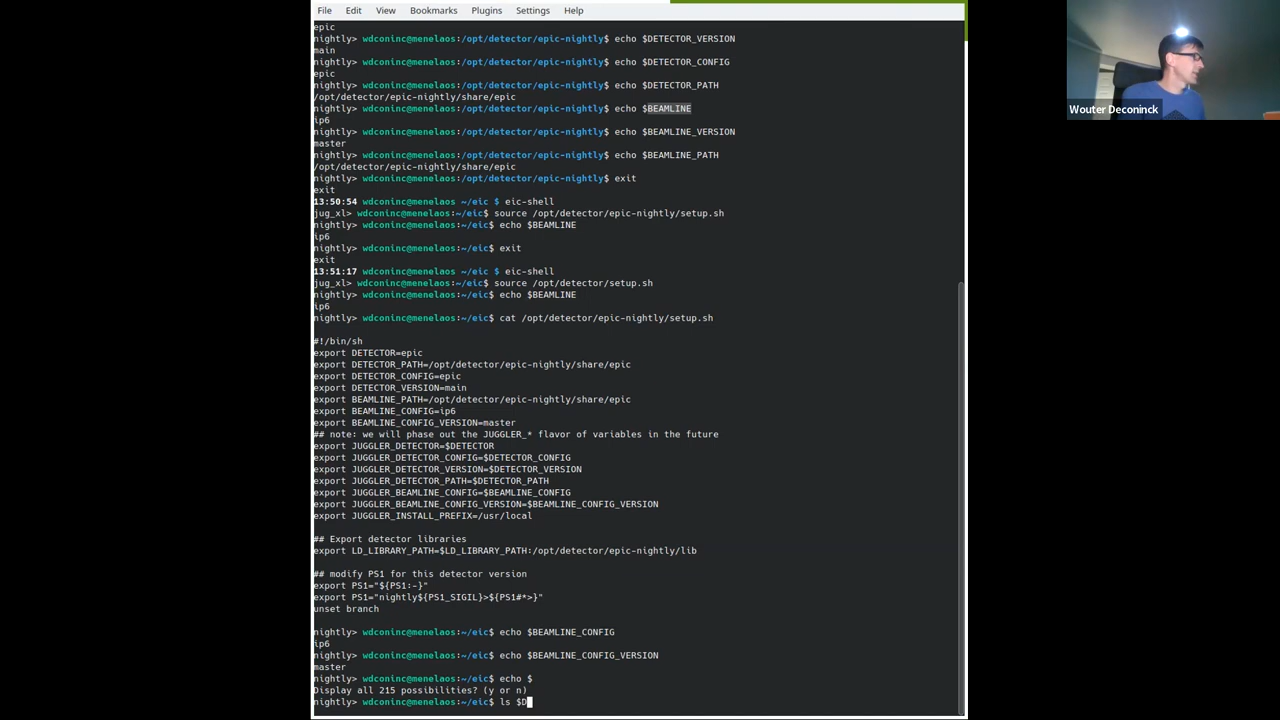 File Edit View Bookmarks Plugins Settings Help
epic
nightly> wdconinc@menelaos:/opt/detector/epic-nightly$ echo $DETECTOR_VERSION
main
nightly> wdconinc@menelaos:/opt/detector/epic-nightly$ echo $DETECTOR_CONFIG
epic
nightly> wdconinc@menelaos:/opt/detector/epic-nightly$ echo $DETECTOR_PATH
/opt/detector/epic-nightly/share/epic
nightly> wdconinc@menelaos:/opt/detector/epic-nightly$ echo $BEAMLINE
ip6
nightly> wdconinc@menelaos:/opt/detector/epic-nightly$ echo $BEAMLINE_VERSION
master
nightly> wdconinc@menelaos:/opt/detector/epic-nightly$ echo $BEAMLINE_PATH
/opt/detector/epic-nightly/share/epic
nightly> wdconinc@menelaos:/opt/detector/epic-nightly$ exit
exit
13:50:54 wdconinc@menelaos ~/eic $ eic-shell
jug_xl> wdconinc@menelaos:~/eic$ source /opt/detector/epic-nightly/setup.sh
nightly> wdconinc@menelaos:~/eic$ echo $BEAMLINE
ip6
nightly> wdconinc@menelaos:~/eic$ exit
exit
13:51:17 wdconinc@menelaos ~/eic $ eic-shell
jug_xl> wdconinc@menelaos:~/eic$ source /opt/detector/setup.sh
nightly> wdconinc@menelaos:~/eic$ echo $BEAMLINE
ip6
nightly> wdconinc@menelaos:~/eic$ cat /opt/detector/epic-nightly/setup.sh
#!/bin/sh
export DETECTOR=epic
export DETECTOR_PATH=/opt/detector/epic-nightly/share/epic
export DETECTOR_CONFIG=epic
export DETECTOR_VERSION=main
export BEAMLINE_PATH=/opt/detector/epic-nightly/share/epic
export BEAMLINE_CONFIG=ip6
export BEAMLINE_CONFIG_VERSION=master
## note: we will phase out the JUGGLER_* flavor of variables in the future
export JUGGLER_DETECTOR=$DETECTOR
export JUGGLER_DETECTOR_CONFIG=$DETECTOR_CONFIG
export JUGGLER_DETECTOR_VERSION=$DETECTOR_VERSION
export JUGGLER_DETECTOR_PATH=$DETECTOR_PATH
export JUGGLER_BEAMLINE_CONFIG=$BEAMLINE_CONFIG
export JUGGLER_BEAMLINE_CONFIG_VERSION=$BEAMLINE_CONFIG_VERSION
export JUGGLER_INSTALL_PREFIX=/usr/local
## Export detector libraries
export LD_LIBRARY_PATH=$LD_LIBRARY_PATH:/opt/detector/epic-nightly/lib
## modify PS1 for this detector version
export PS1="${PS1:-}"
export PS1="nightly${PS1_SIGIL}>${PS1#*>}"
unset branch
nightly> wdconinc@menelaos:~/eic$ echo $BEAMLINE_CONFIG
ip6
nightly> wdconinc@menelaos:~/eic$ echo $BEAMLINE_CONFIG_VERSION
master
nightly> wdconinc@menelaos:~/eic$ echo $
Display all 215 possibilities? (y or n)
nightly> wdconinc@menelaos:~/eic$ ls $D
Wouter Deconinck